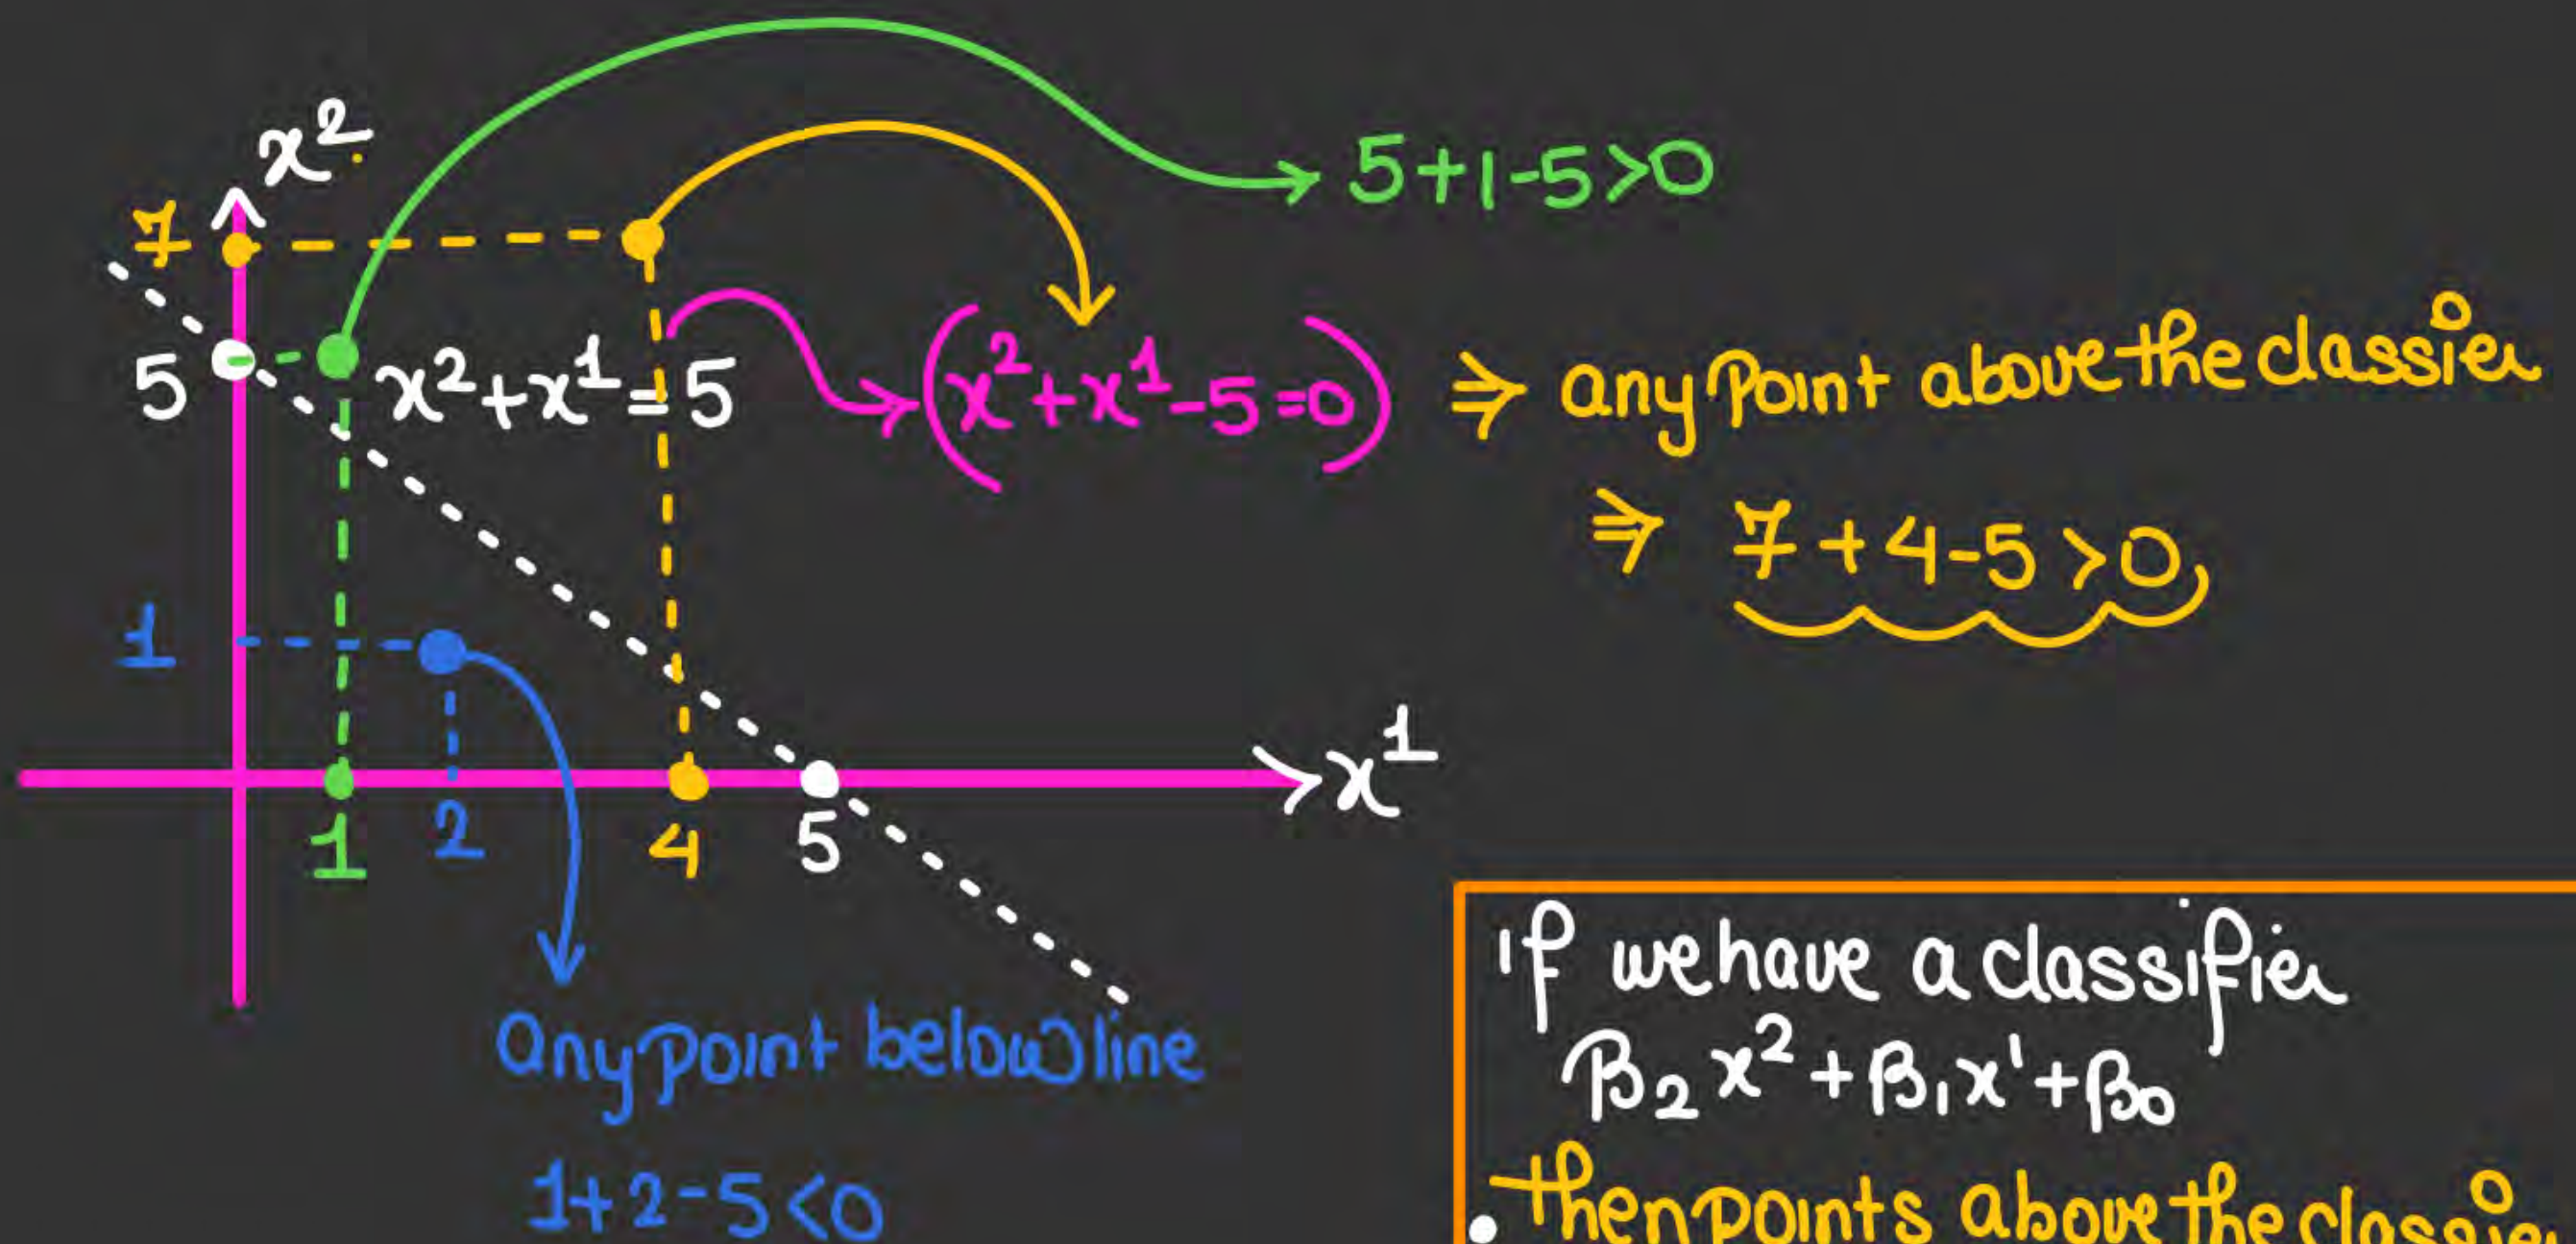 x²
5+1-5>0
7
5
x²+x¹=5
(x²+x¹-5=0)
⇒ any point above the classier
⇒ 7+4-5>0
1
x¹
1
2
4
5
any point below line
1+2-5<0
if we have a classifier
β₂x²+β₁x'+β₀
• then points above the classier